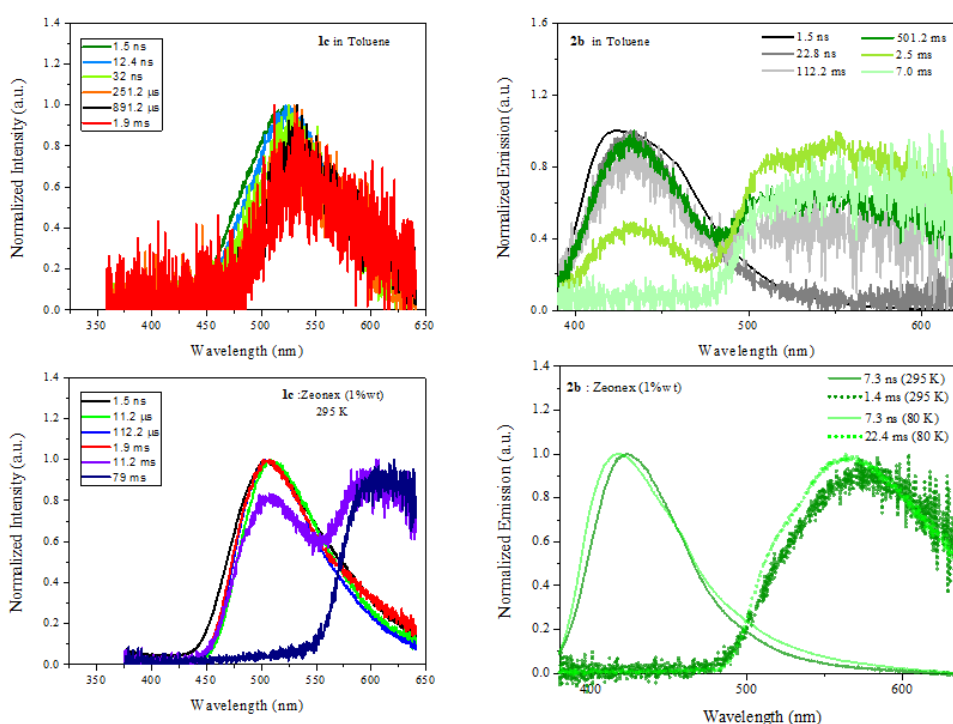 1c in Toluene
1.5 ns
12.4 ns
32 ns
251.2 µs
891.2 µs
1.9 ms
Normalized Intensity (a.u.)
1.4
1.2
1.0
0.8
0.6
0.4
0.2
0.0
350 400 450 500 550 600 650
Wavelength (nm)
2b in Toluene
1.5 ns
22.8 ns
112.2 ms
501.2 ms
2.5 ms
7.0 ms
Normalized Emission (a.u.)
1.6
1.4
1.2
1.0
0.8
0.6
0.4
0.2
0.0
400 500 600
Wavelength (nm)
1c :Zeonex (1%wt)
295 K
1.5 ns
11.2 µs
112.2 µs
1.9 ms
11.2 ms
79 ms
Normalized Intensity (a.u.)
1.4
1.2
1.0
0.8
0.6
0.4
0.2
0.0
350 400 450 500 550 600 650
Wavelength (nm)
2b : Zeonex (1%wt)
7.3 ns (295 K)
1.4 ms (295 K)
7.3 ns (80 K)
22.4 ms (80 K)
Normalized Emission (a.u.)
1.4
1.2
1.0
0.8
0.6
0.4
0.2
0.0
400 500 600
Wavelength (nm)